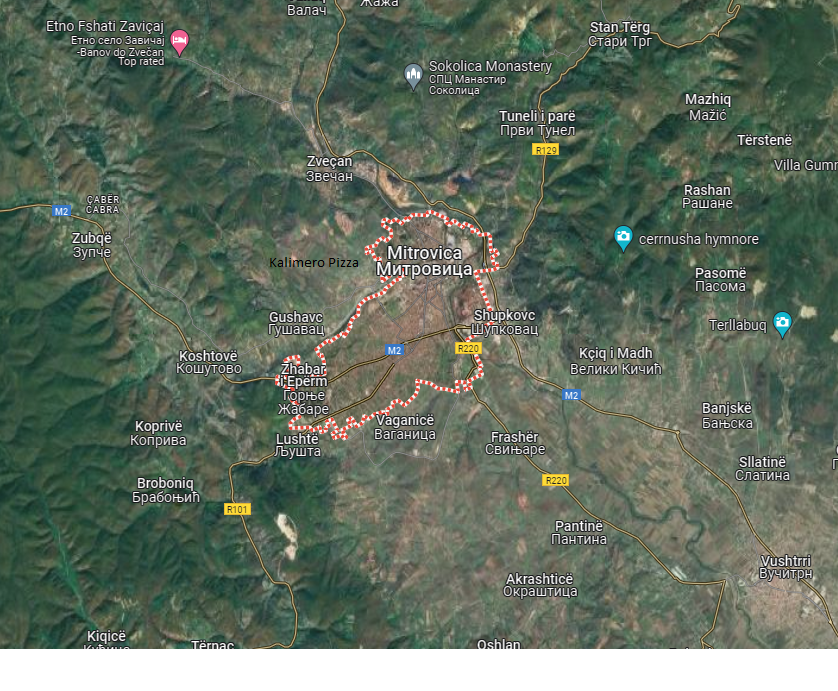 Валач
Жажа
Etno Fshati Zaviçaj
Етно село Завичај
-Banov do Zvečan
Top rated
Stan Tërg
Стари Трг
Sokolica Monastery
СПЦ Манастир
Соколица
Mazhiq
Mažić
Tuneli i parë
Први Тунел
Tërstenë
R129
Villa Gumn
Zveçan
Звечан
Rashan
Рашане
ÇABER
ČABRA
M2
Zubqë
Зупче
cerrnusha hymnore
Mitrovica
Митровица
Kalimero Pizza
Pasomë
Пасома
Gushavc
Гушавац
Shupkovc
Шупковац
Terllabuq
M2
R220
Koshtovë
Кошутово
Kçiq i Madh
Велики Кичић
Zhabar
i Epërm
Горње
Жабаре
M2
Banjskë
Бањска
Koprivë
Коприва
Vaganicë
Ваганица
Lushtë
Љушта
Frashër
Свињаре
Sllatinë
Слатина
Broboniq
Брабоњић
R220
R101
Pantinë
Пантина
Vushtrri
Вучитрн
Akrashticë
Окраштица
Kiqicë
Tërnac
Oshlan